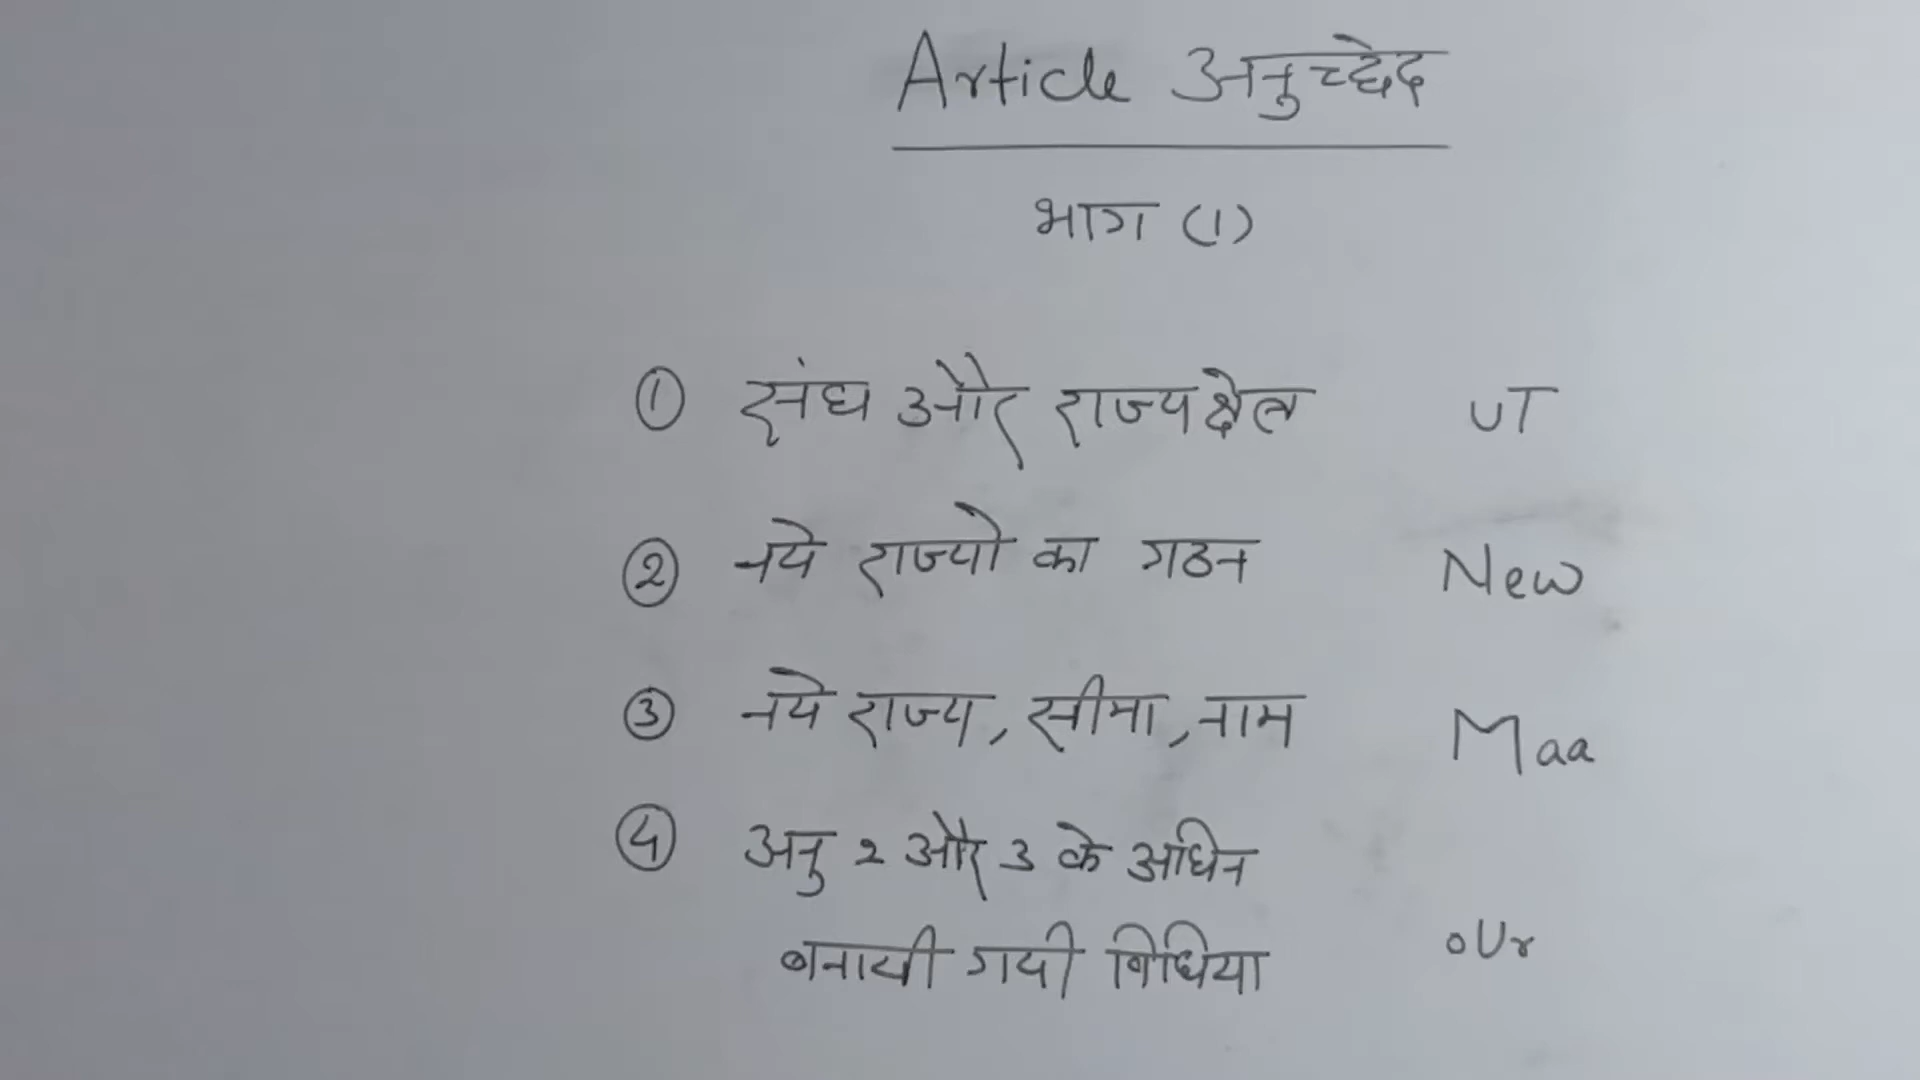 Article अनुच्छेद
भाग (1)
① संघ और राज्यक्षेत्र UT
② नये राज्यो का गठन New
③ नये राज्य, सीमा, नाम Maa
④ अनु 2 और 3 के अधिन
बनायी गयी विधिया oUr